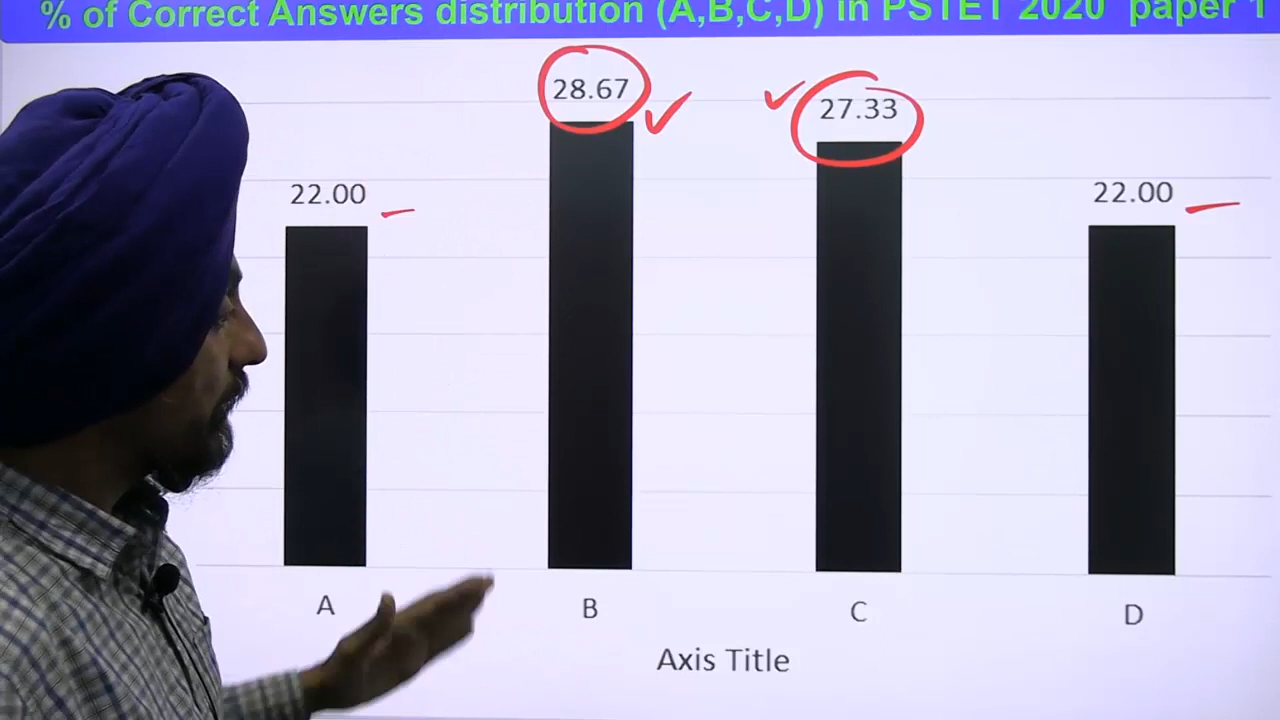 % of Correct Answers distribution (A,B,C,D) in PSTET 2020 paper 1
28.67
27.33
22.00
22.00
A
B
C
D
Axis Title